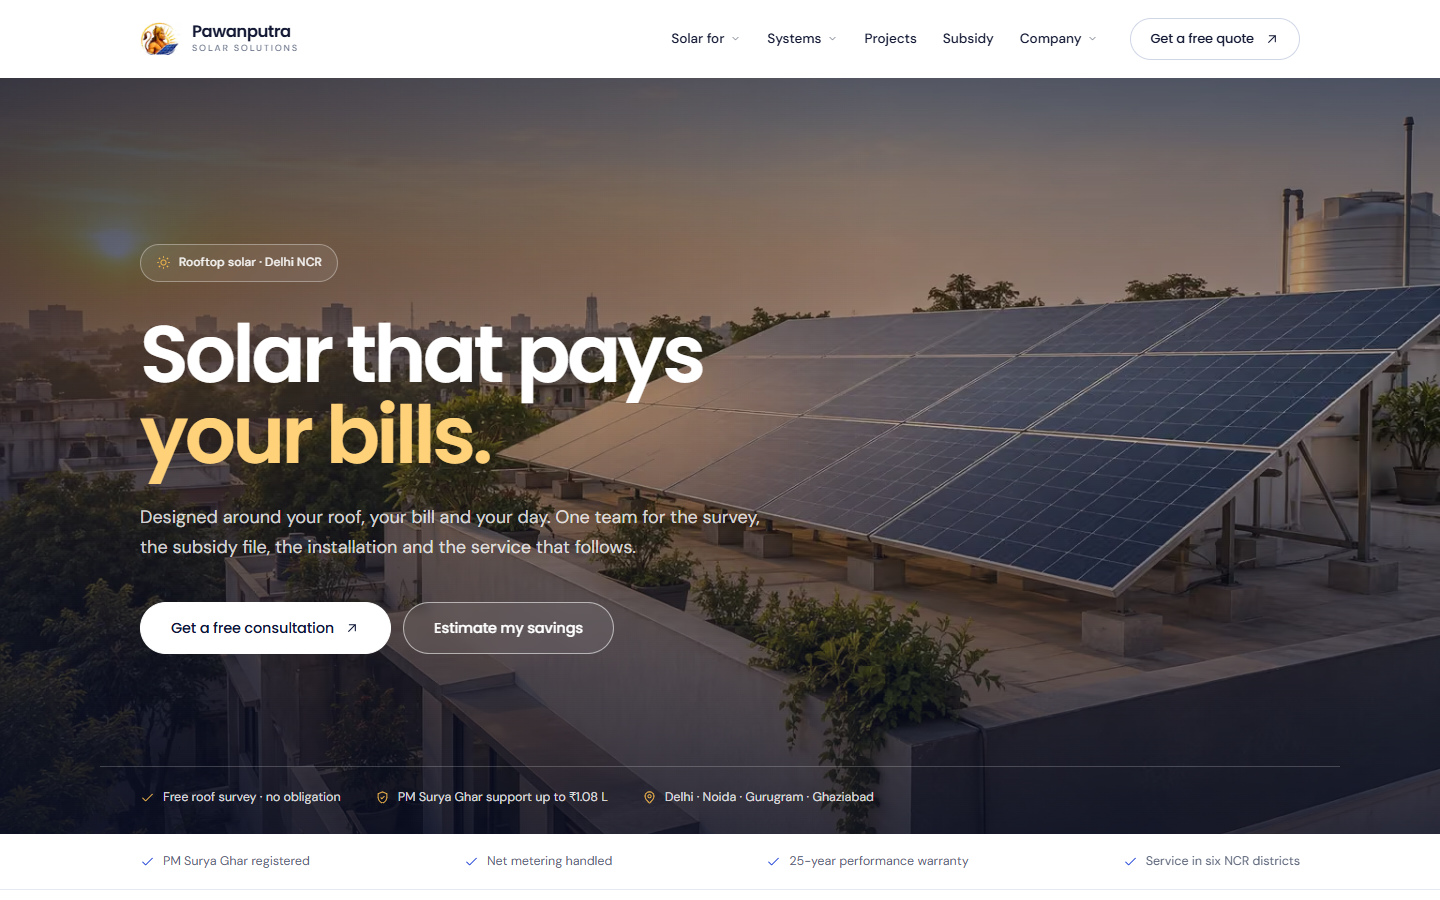 Pawanputra
SOLAR SOLUTIONS
Solar for
Systems
Projects
Subsidy
Company
Get a free quote
Rooftop solar · Delhi NCR
Solar that pays
your bills.
Designed around your roof, your bill and your day. One team for the survey,
the subsidy file, the installation and the service that follows.
Get a free consultation
Estimate my savings
Free roof survey · no obligation
PM Surya Ghar support up to ₹1.08 L
Delhi · Noida · Gurugram · Ghaziabad
PM Surya Ghar registered
Net metering handled
25-year performance warranty
Service in six NCR districts